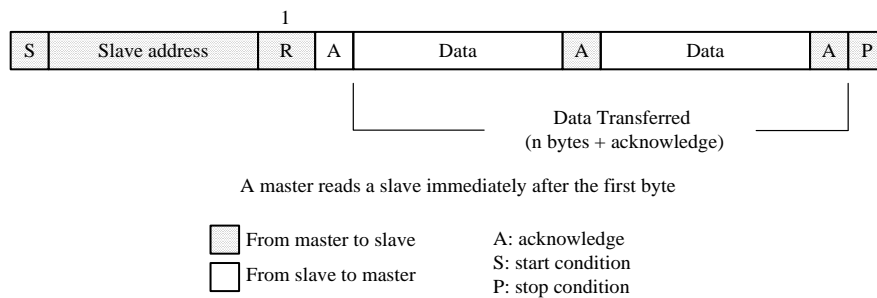 1
S Slave address R A Data A Data A P
Data Transferred
(n bytes + acknowledge)
A master reads a slave immediately after the first byte
From master to slave
From slave to master
A: acknowledge
S: start condition
P: stop condition